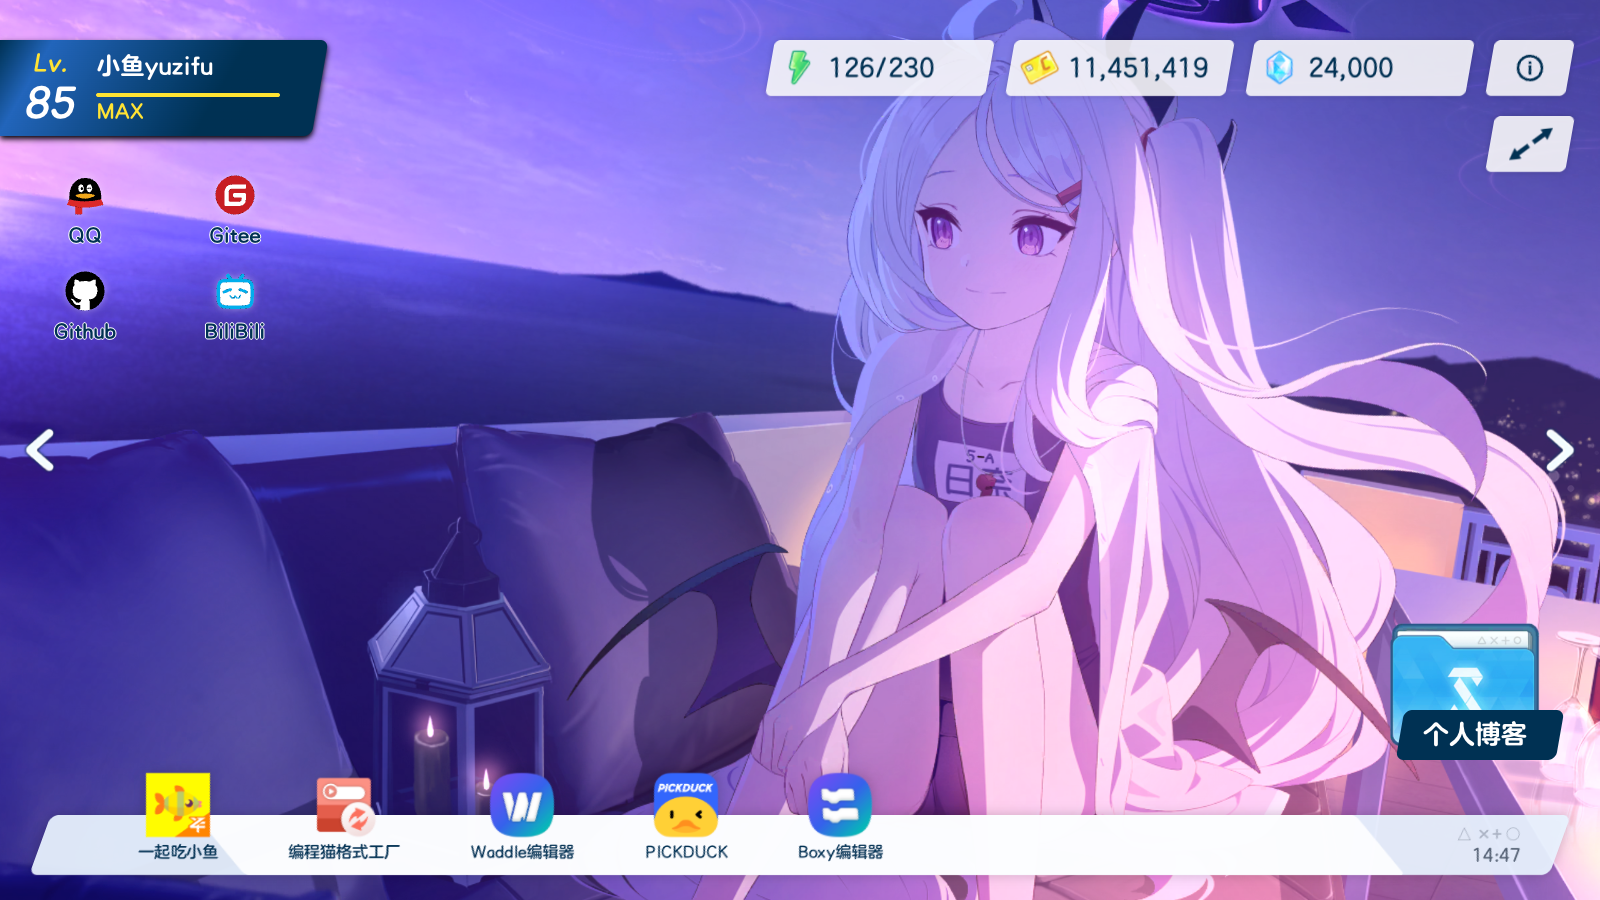 Lv.
85
小鱼yuzifu
MAX
126/230
11,451,419
24,000
QQ
Gitee
Github
BiliBili
5-A
日奈
个人博客
PICKDUCK
一起吃小鱼
编程猫格式工厂
Waddle编辑器
PICKDUCK
Boxy编辑器
14:47